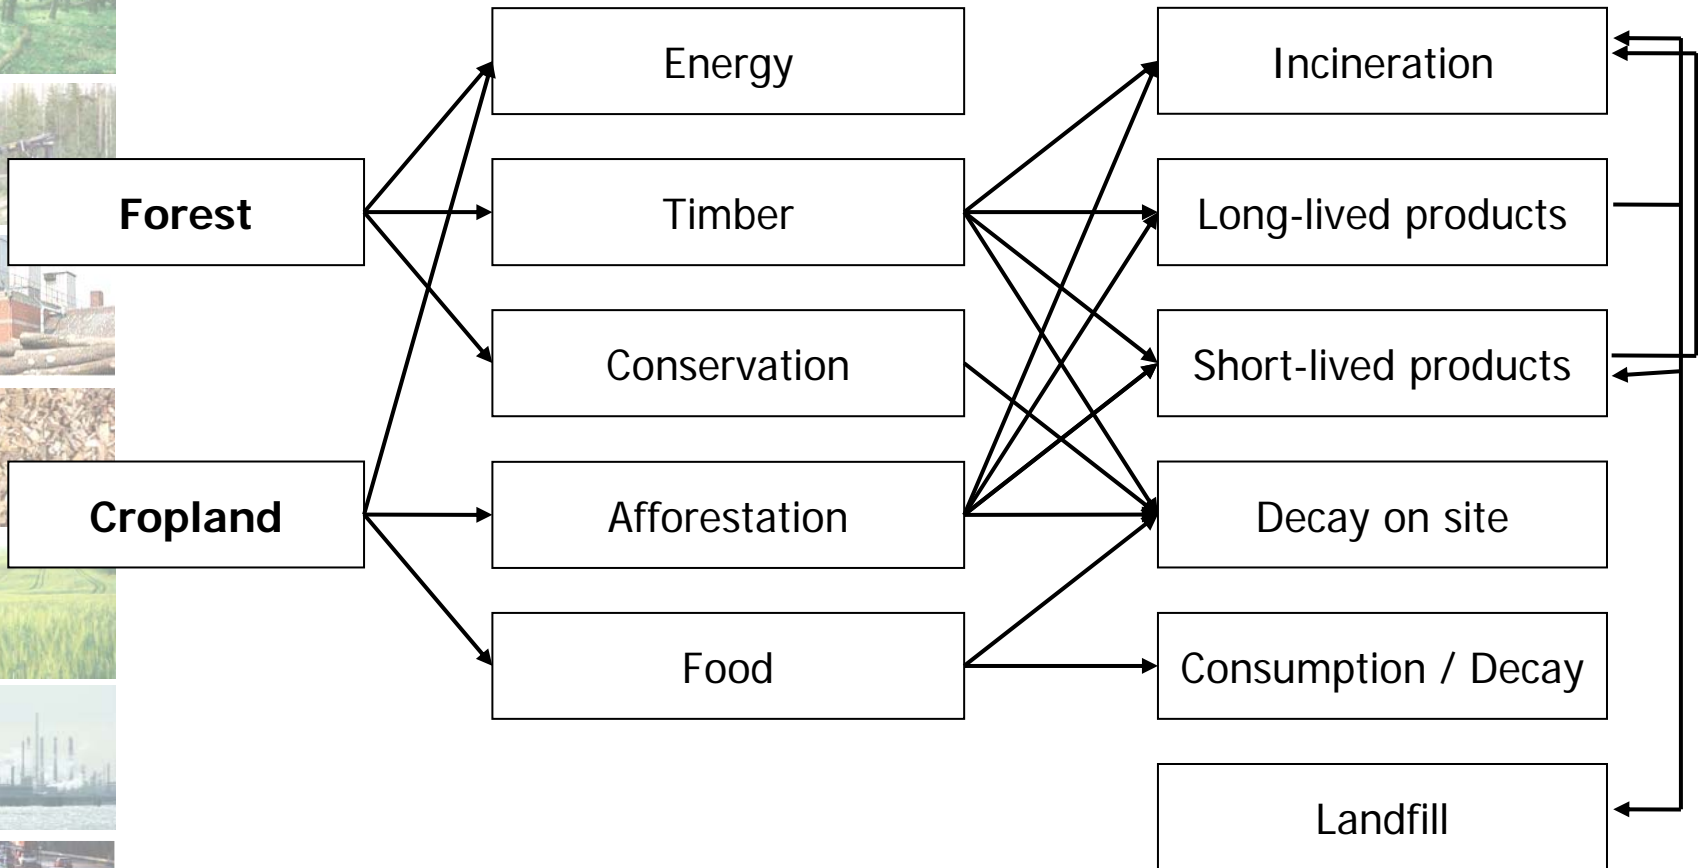 Energy
Incineration
Forest
Timber
Long-lived products
Conservation
Short-lived products
Cropland
Afforestation
Decay on site
Food
Consumption / Decay
Landfill